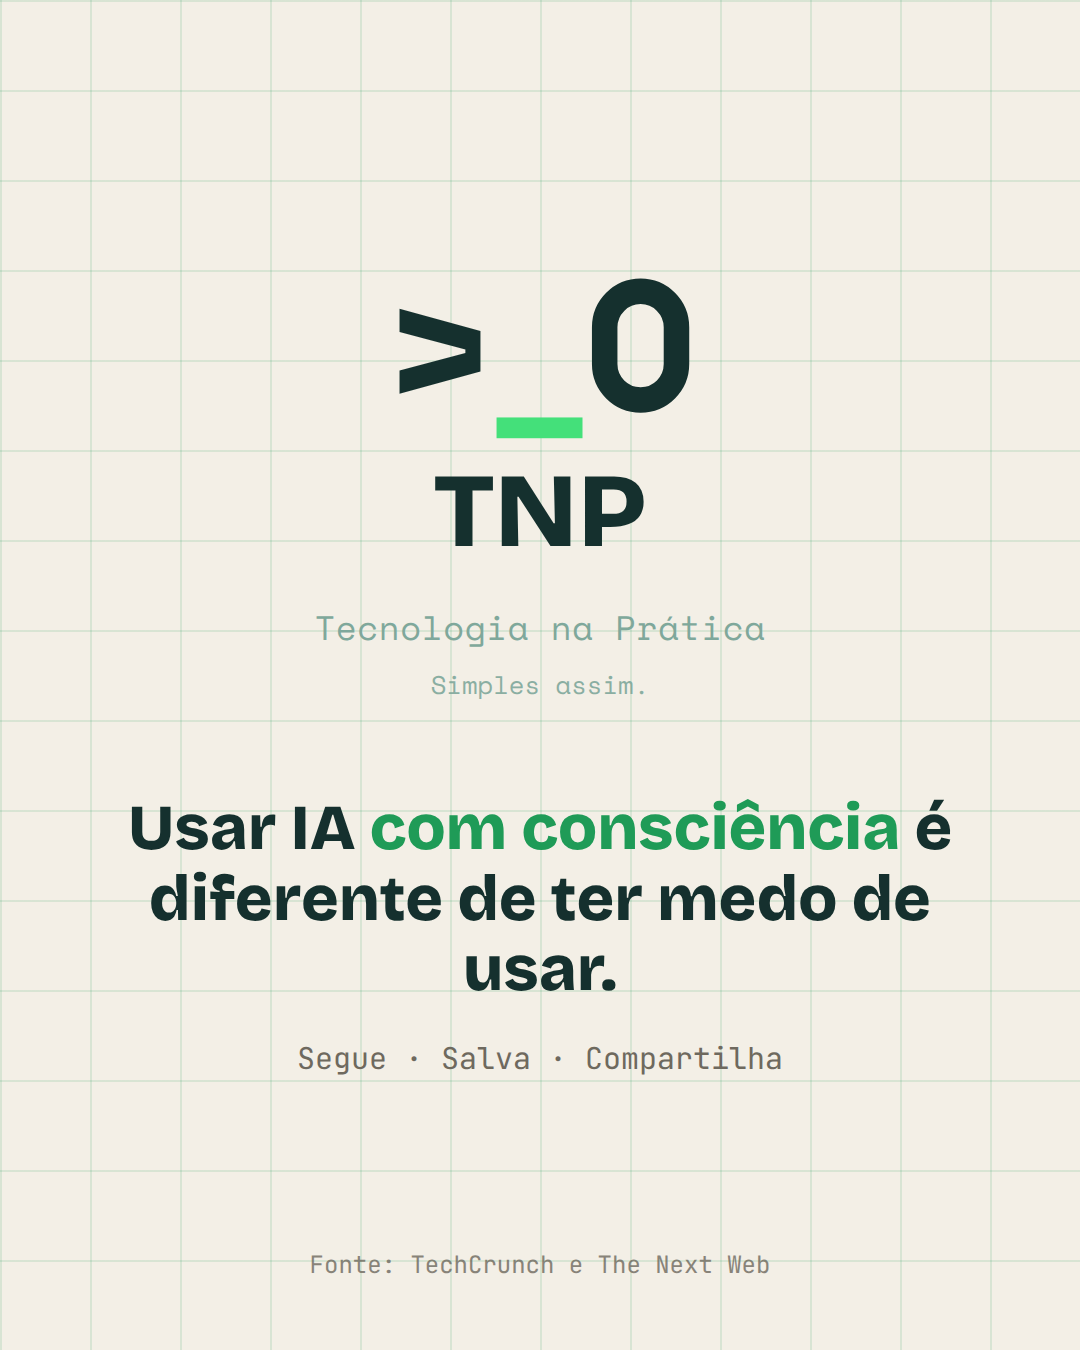 >_0
TNP
Tecnologia na Prática
Simples assim.
Usar IA com consciência é
diferente de ter medo de
usar.
Segue · Salva · Compartilha
Fonte: TechCrunch e The Next Web